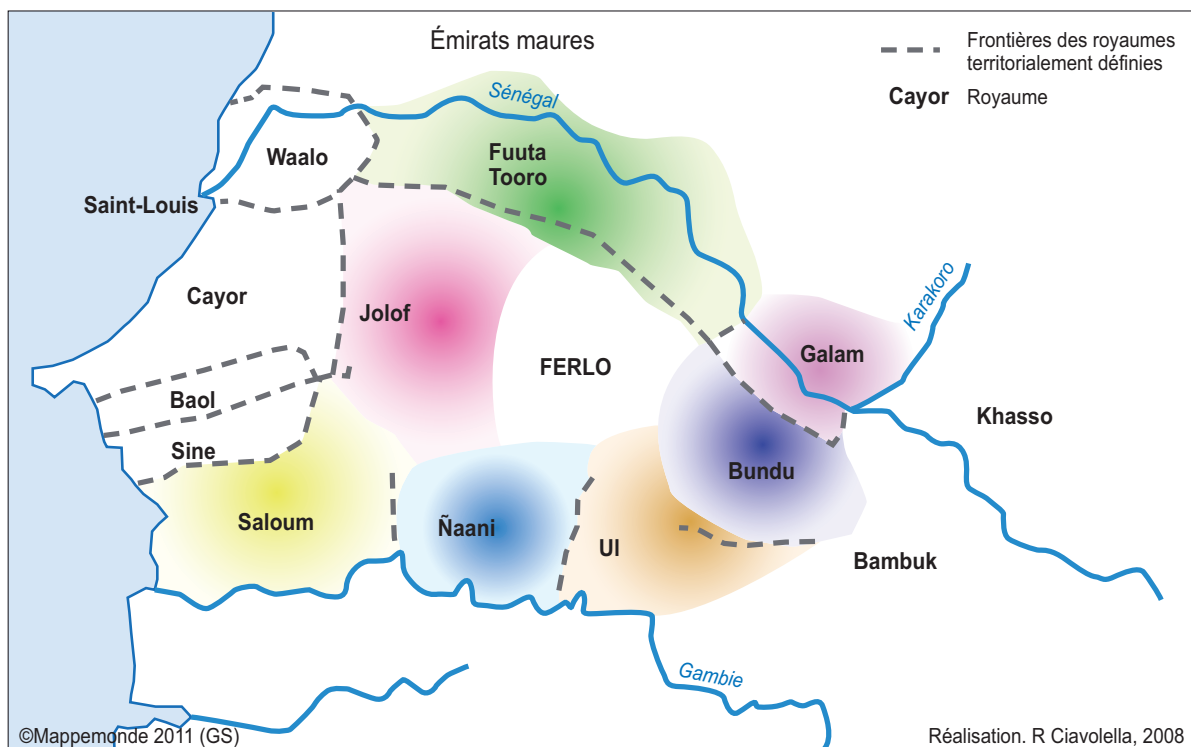 Émirats maures
Frontières des royaumes
territorialement définies
Cayor Royaume
Sénégal
Waalo
Fuuta
Tooro
Saint-Louis
Karakoro
Cayor
Jolof
Galam
FERLO
Baol
Khasso
Sine
Bundu
Saloum
Ñaani
UI
Bambuk
Gambie
©Mappemonde 2011 (GS)
Réalisation. R Ciavolella, 2008